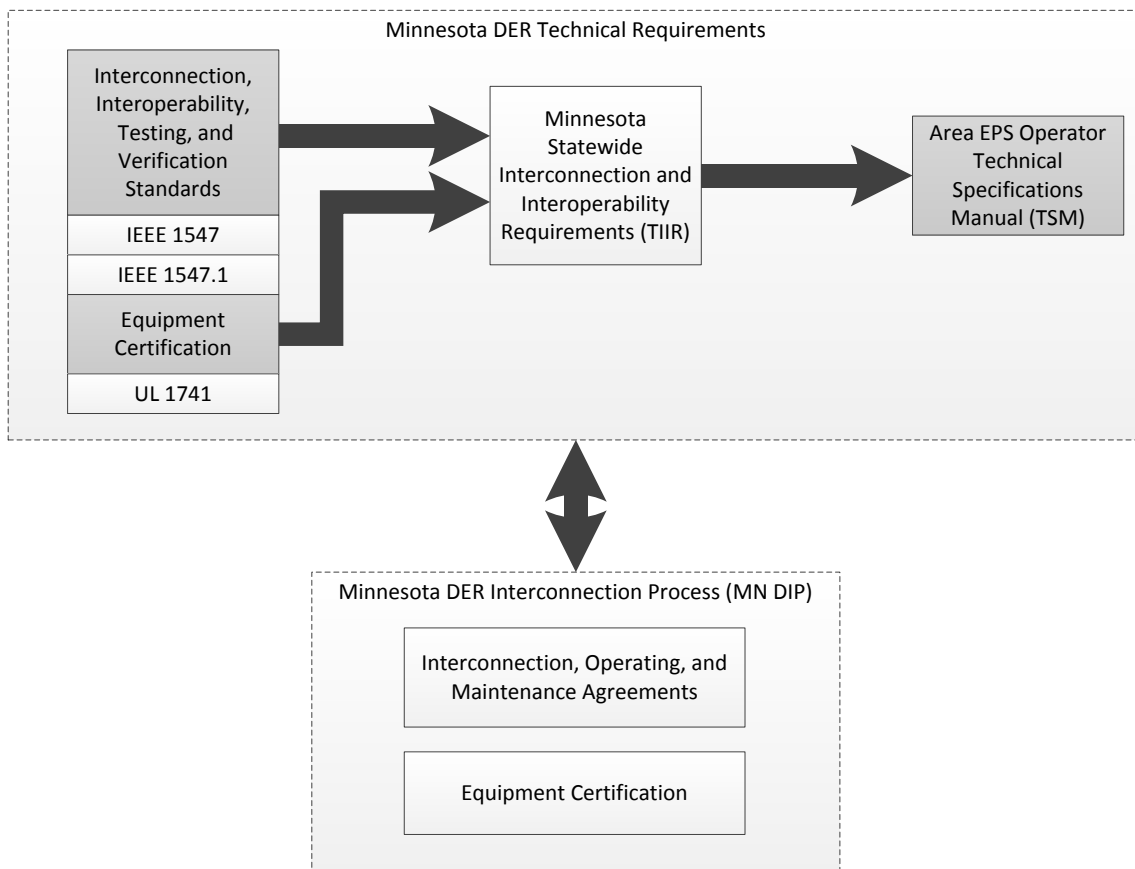 Minnesota DER Technical Requirements
Interconnection,
Interoperability,
Testing, and
Verification
Standards
IEEE 1547
IEEE 1547.1
Equipment
Certification
UL 1741
Minnesota
Statewide
Interconnection and
Interoperability
Requirements (TIIR)
Area EPS Operator
Technical
Specifications
Manual (TSM)
Minnesota DER Interconnection Process (MN DIP)
Interconnection, Operating, and
Maintenance Agreements
Equipment Certification